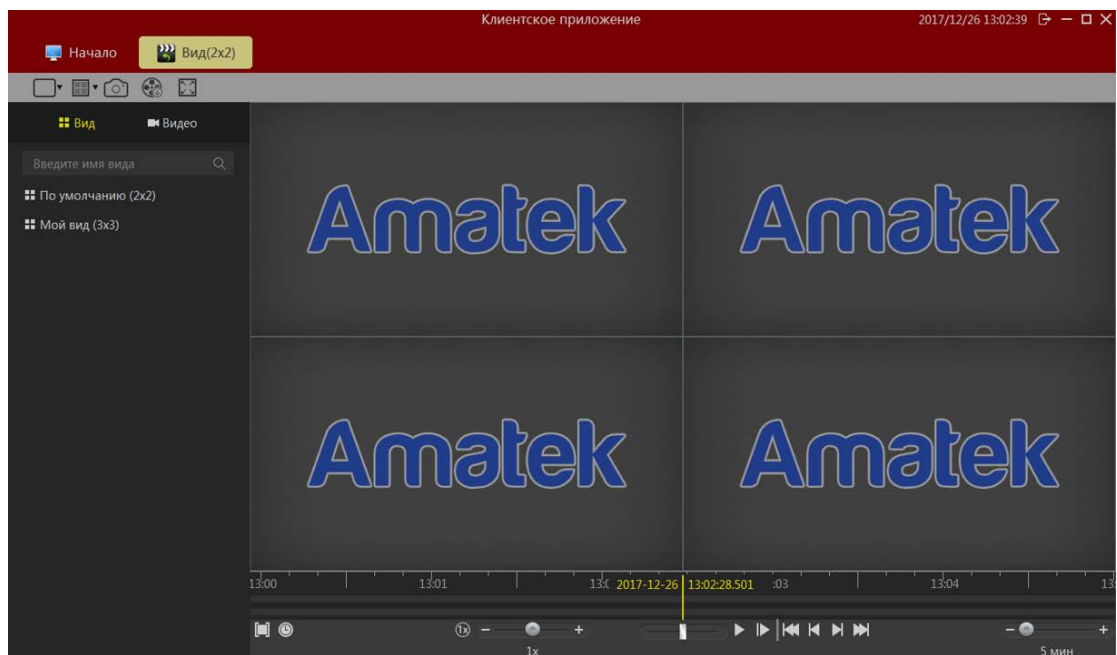 Клиентское приложение 2017/12/26 13:02:39
Начало Вид(2x2)
Вид Видео
Введите имя вида
По умолчанию (2x2)
Мой вид (3x3)
Amatek Amatek
Amatek Amatek
13:00 13:01 2017-12-26 13:02:28.501 :03 13:04
1x
1x 5 мин